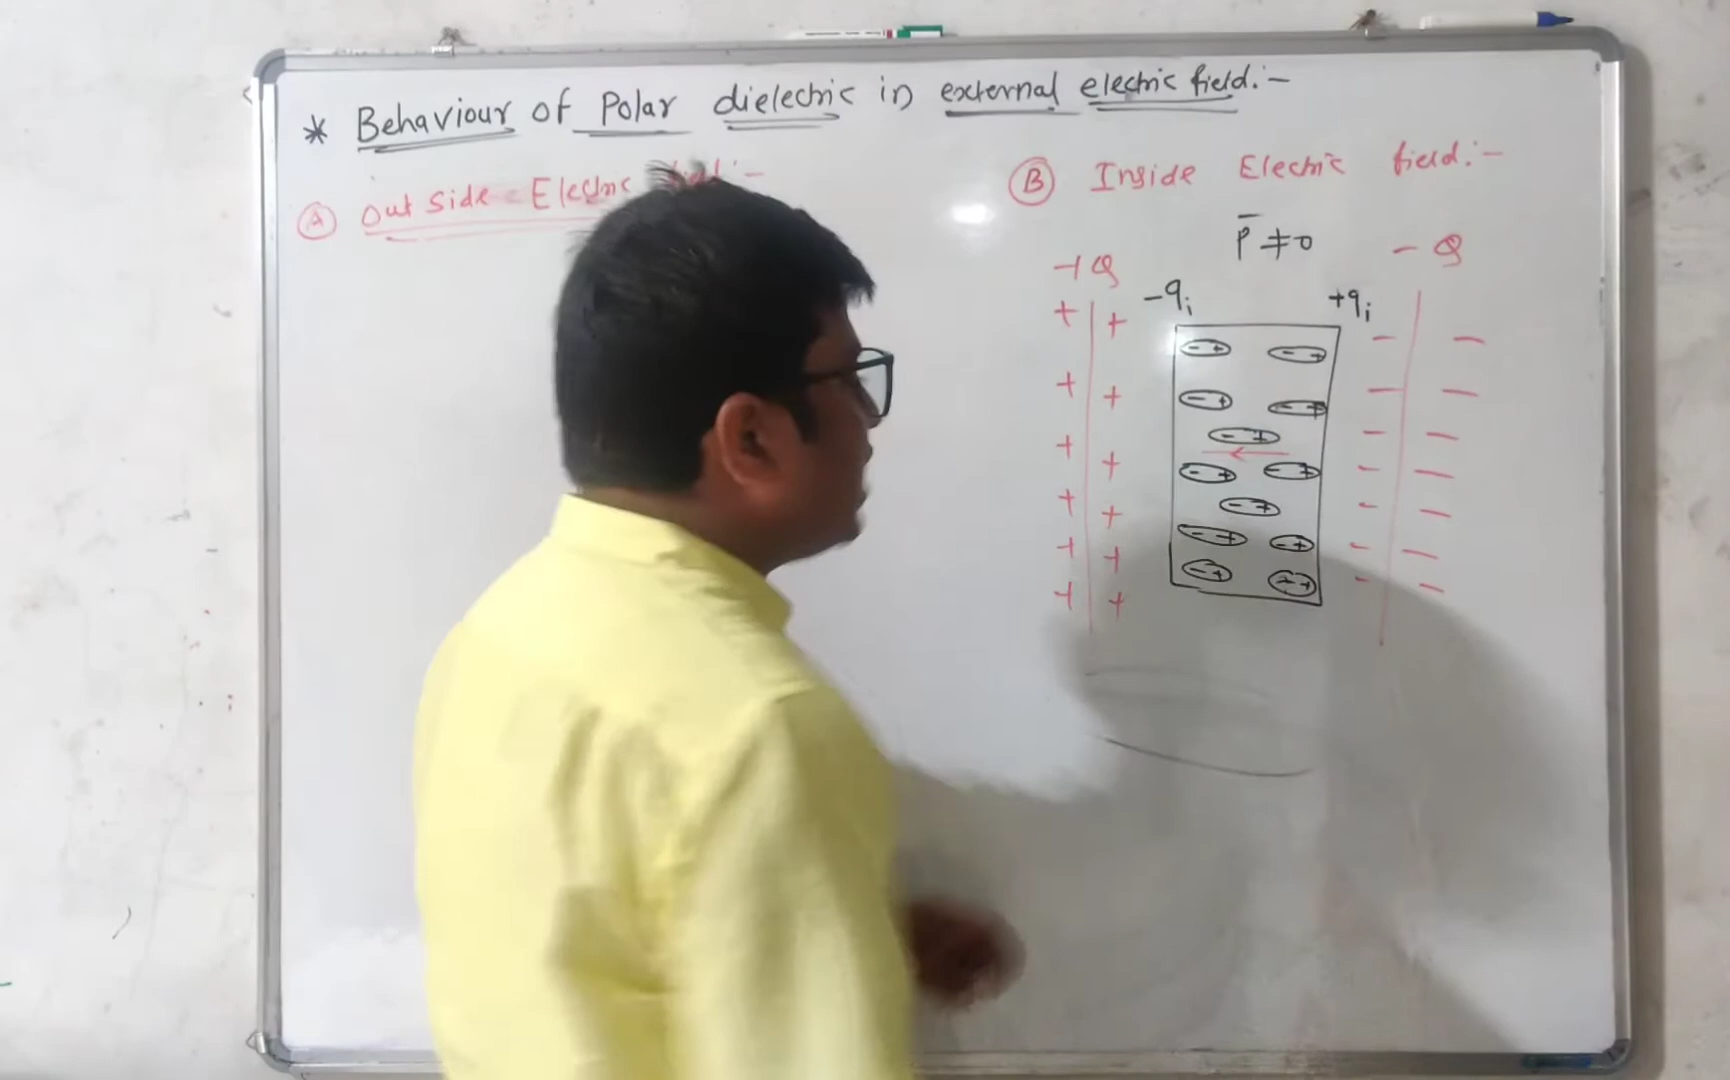 * Behaviour of Polar dielectric in external electric field:-
(A) Out Side Electric
(B) Inside Electric field:-
P̄ ≠ 0
+Q
- Q
-qi
+qi
+ + - -
- + - +
+ + - -
- + - +
- + - -
+ + - +
- + - +
- -
+ + - +
- -
+ + - + - +
- -
+ + - + + +
- -